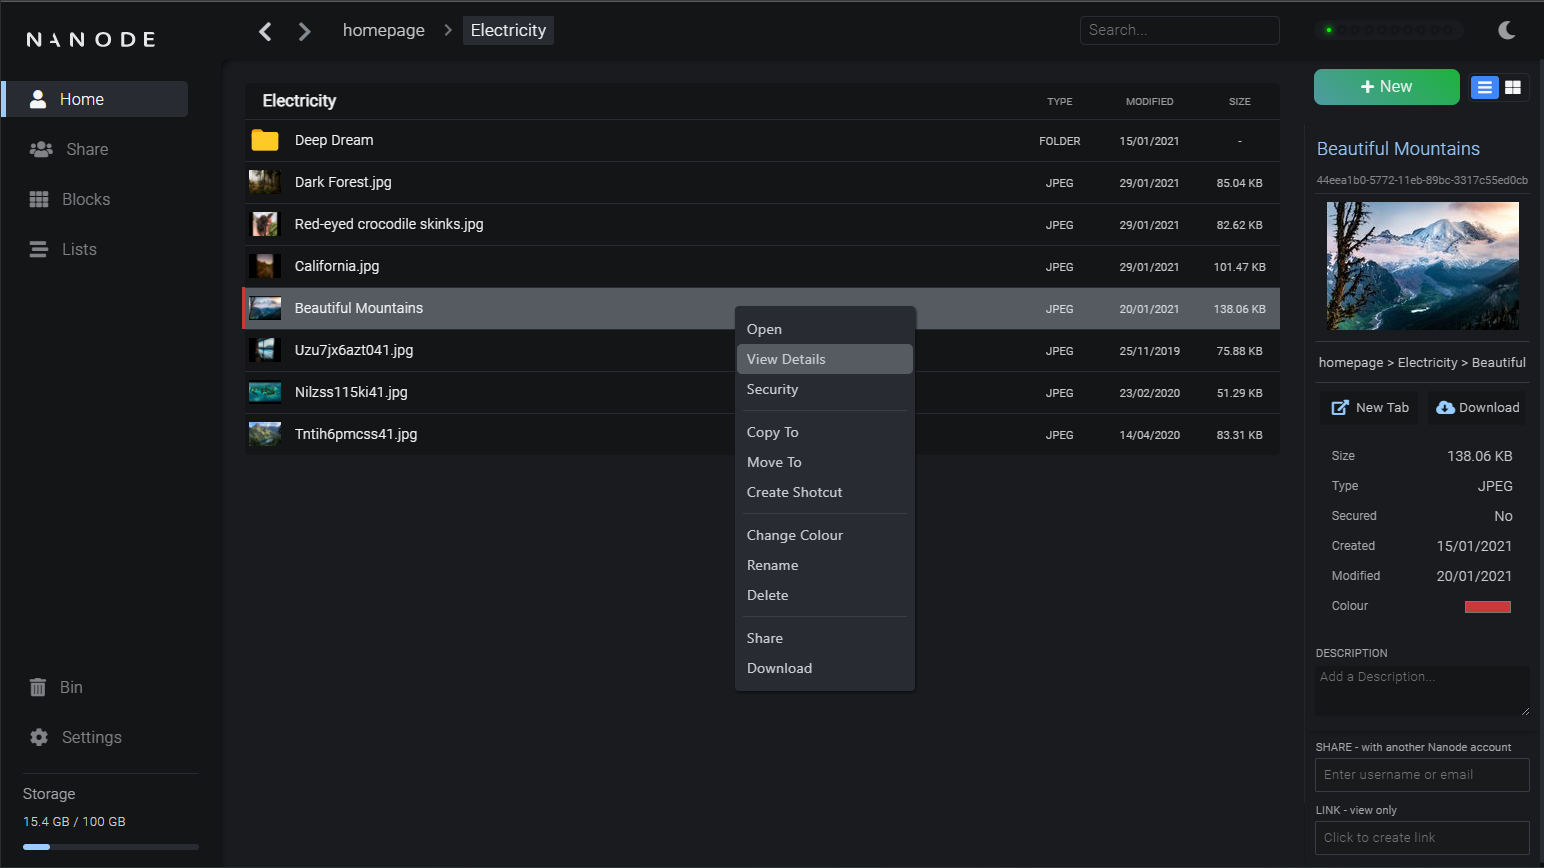 NANODE
Home
Share
Blocks
Lists
Bin
Settings
Storage
15.4 GB / 100 GB
homepage > Electricity
Search...
Electricity TYPE MODIFIED SIZE
Deep Dream FOLDER 15/01/2021 -
Dark Forest.jpg JPEG 29/01/2021 85.04 KB
Red-eyed crocodile skinks.jpg JPEG 29/01/2021 82.62 KB
California.jpg JPEG 29/01/2021 101.47 KB
Beautiful Mountains JPEG 20/01/2021 138.06 KB
Uzu7jx6azt041.jpg JPEG 25/11/2019 75.88 KB
Nilzss115ki41.jpg JPEG 23/02/2020 51.29 KB
Tntih6pmcss41.jpg JPEG 14/04/2020 83.31 KB
Open
View Details
Security
Copy To
Move To
Create Shotcut
Change Colour
Rename
Delete
Share
Download
New
Beautiful Mountains
44eea1b0-5772-11eb-89bc-3317c55ed0cb
homepage > Electricity > Beautiful
New Tab Download
Size 138.06 KB
Type JPEG
Secured No
Created 15/01/2021
Modified 20/01/2021
Colour
DESCRIPTION
Add a Description...
SHARE - with another Nanode account
Enter username or email
LINK - view only
Click to create link